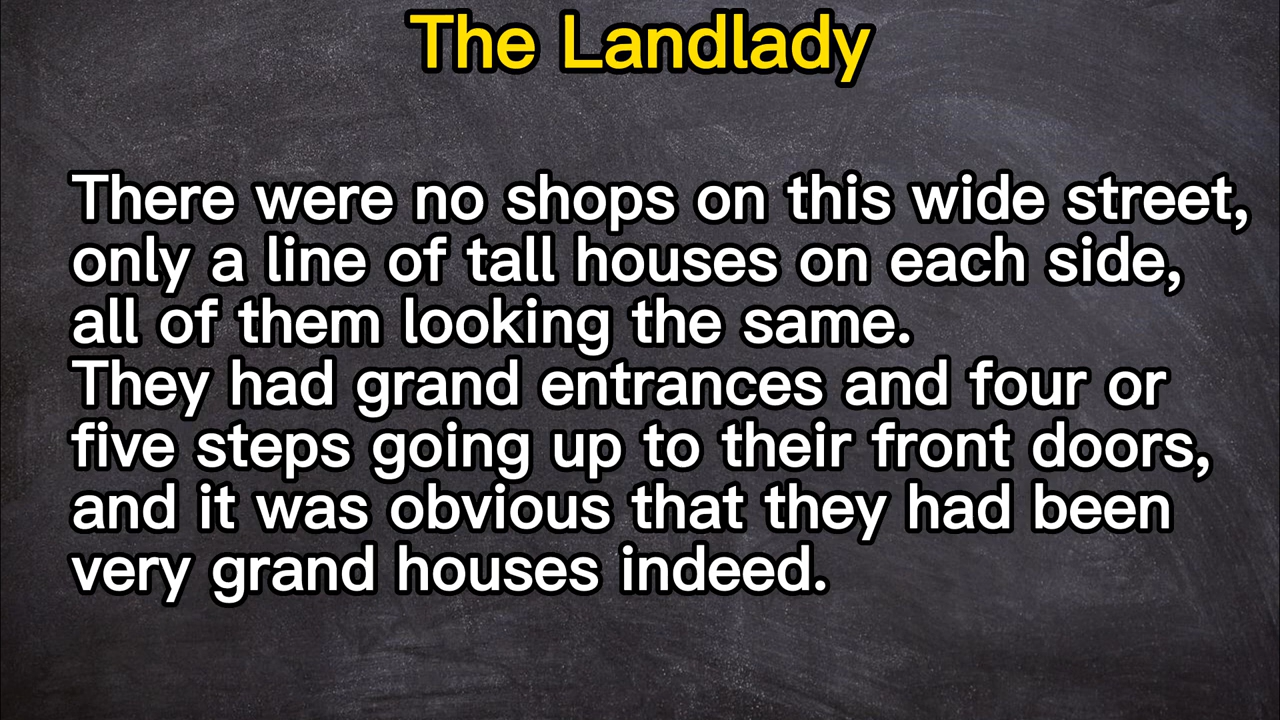 The Landlady
There were no shops on this wide street,
only a line of tall houses on each side,
all of them looking the same.
They had grand entrances and four or
five steps going up to their front doors,
and it was obvious that they had been
very grand houses indeed.